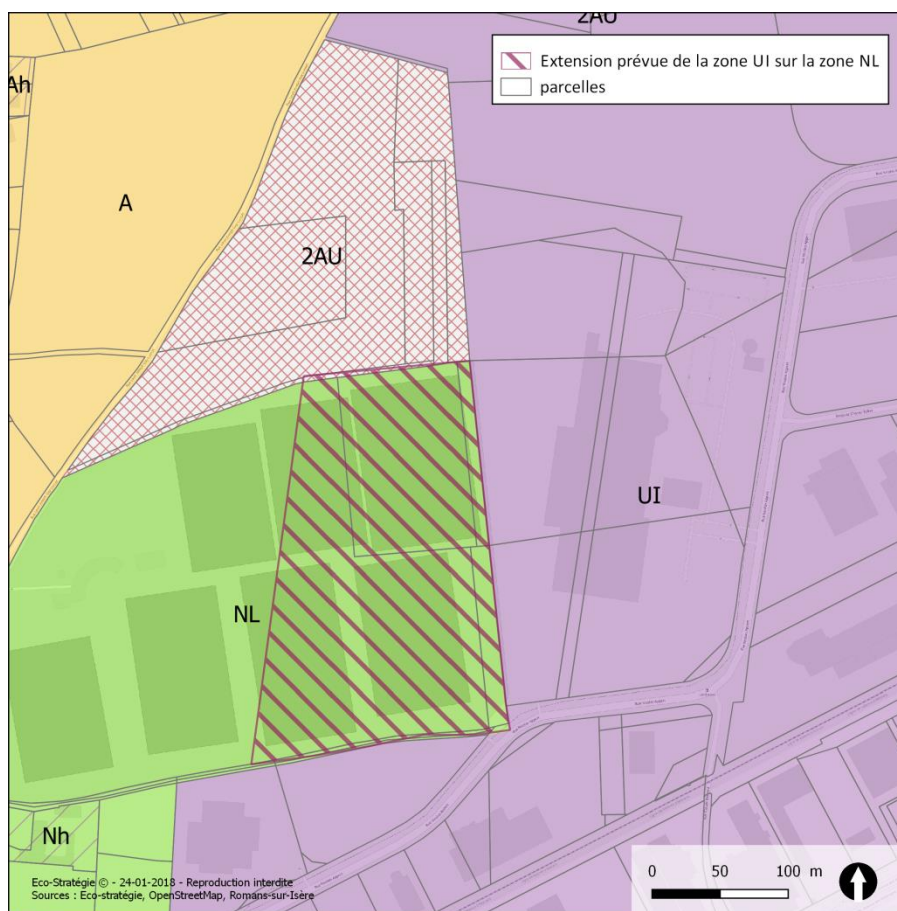 2AU
Extension prévue de la zone UI sur la zone NL
parcelles
Ah
A
2AU
UI
NL
Nh
Eco-Stratégie © - 24-01-2018 - Reproduction interdite
Sources : Eco-stratégie, OpenStreetMap, Romans-sur-Isère
0 50 100 m